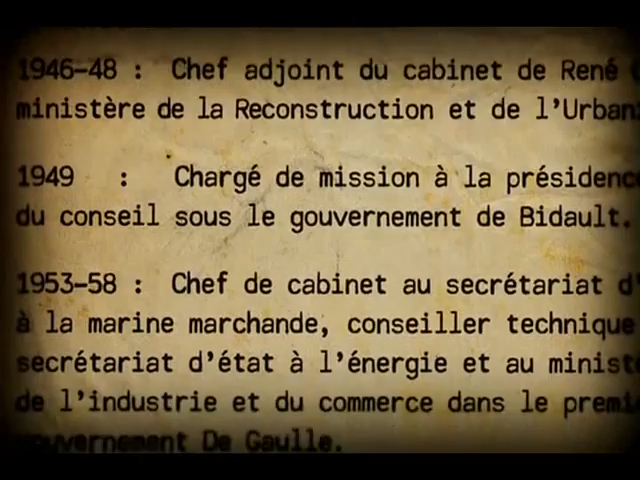 1946-48 : Chef adjoint du cabinet de René
ministère de la Reconstruction et de l'Urban
1949 : Chargé de mission à la présidenc
du conseil sous le gouvernement de Bidault.
1953-58 : Chef de cabinet au secrétariat d'
à la marine marchande, conseiller technique
secrétariat d'état à l'énergie et au minist
de l'industrie et du commerce dans le premi
gouvernement De Gaulle.